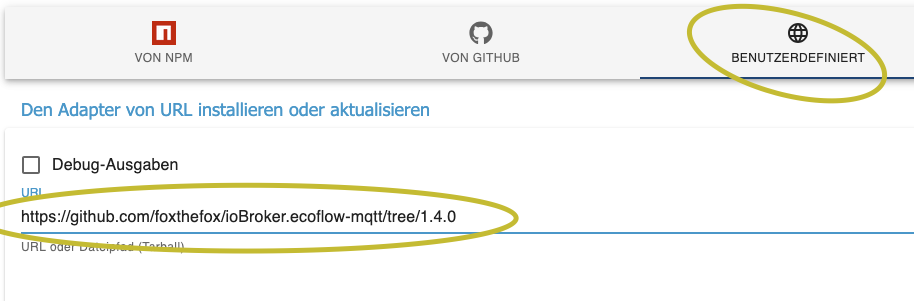 VON NPM
VON GITHUB
BENUTZERDEFINIERT
Den Adapter von URL installieren oder aktualisieren
Debug-Ausgaben
URL
https://github.com/foxthefox/ioBroker.ecoflow-mqtt/tree/1.4.0
URL oder Dateipfad (Tarball)